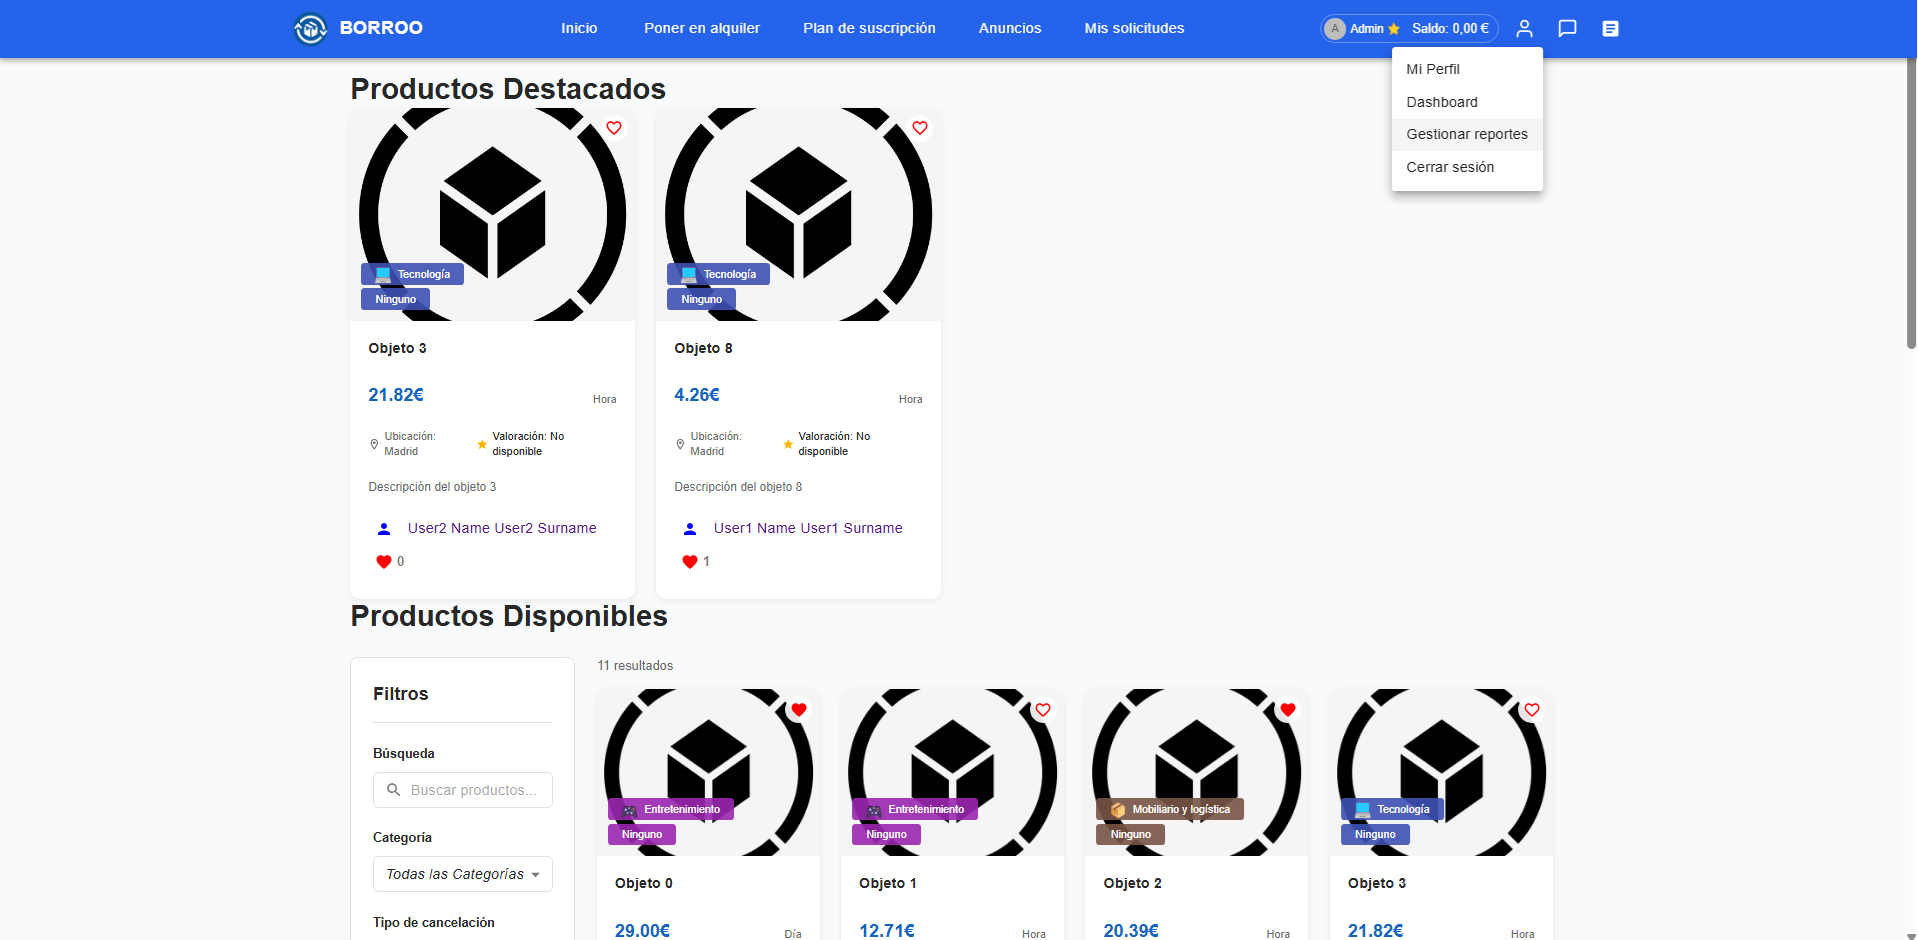 BORROO
Inicio
Poner en alquiler
Plan de suscripción
Anuncios
Mis solicitudes
A
Admin
Saldo: 0,00 €
Mi Perfil
Dashboard
Gestionar reportes
Cerrar sesión
Productos Destacados
Tecnología
Ninguno
Objeto 3
21.82€
Hora
Ubicación:
Madrid
Valoración: No
disponible
Descripción del objeto 3
User2 Name User2 Surname
0
Tecnología
Ninguno
Objeto 8
4.26€
Hora
Ubicación:
Madrid
Valoración: No
disponible
Descripción del objeto 8
User1 Name User1 Surname
1
Productos Disponibles
Filtros
Búsqueda
Buscar productos...
Categoría
Todas las Categorías
Tipo de cancelación
11 resultados
Entretenimiento
Ninguno
Objeto 0
29.00€
Día
Entretenimiento
Ninguno
Objeto 1
12.71€
Hora
Mobiliario y logística
Ninguno
Objeto 2
20.39€
Hora
Tecnología
Ninguno
Objeto 3
21.82€
Hora